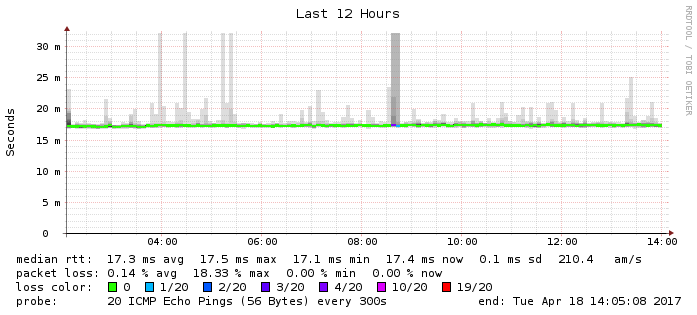 Last 12 Hours
RRDTOOL / TOBI OETIKER
Seconds
30 m
25 m
20 m
15 m
10 m
5 m
0
04:00 06:00 08:00 10:00 12:00 14:00
median rtt: 17.3 ms avg 17.5 ms max 17.1 ms min 17.4 ms now 0.1 ms sd 210.4 am/s
packet loss: 0.14 % avg 18.33 % max 0.00 % min 0.00 % now
loss color: 0 1/20 2/20 3/20 4/20 10/20 19/20
probe: 20 ICMP Echo Pings (56 Bytes) every 300s end: Tue Apr 18 14:05:08 2017